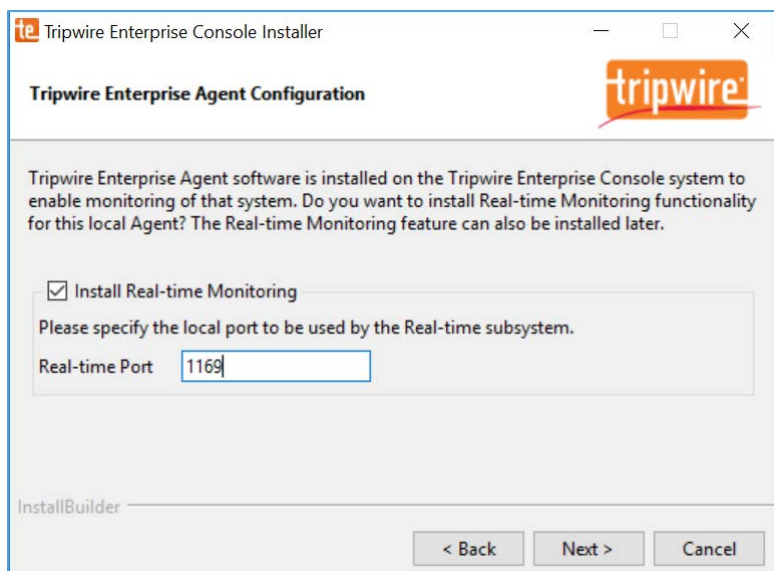 te Tripwire Enterprise Console Installer
Tripwire Enterprise Agent Configuration
tripwire
Tripwire Enterprise Agent software is installed on the Tripwire Enterprise Console system to
enable monitoring of that system. Do you want to install Real-time Monitoring functionality
for this local Agent? The Real-time Monitoring feature can also be installed later.
Install Real-time Monitoring
Please specify the local port to be used by the Real-time subsystem.
Real-time Port 1169
InstallBuilder
< Back Next > Cancel